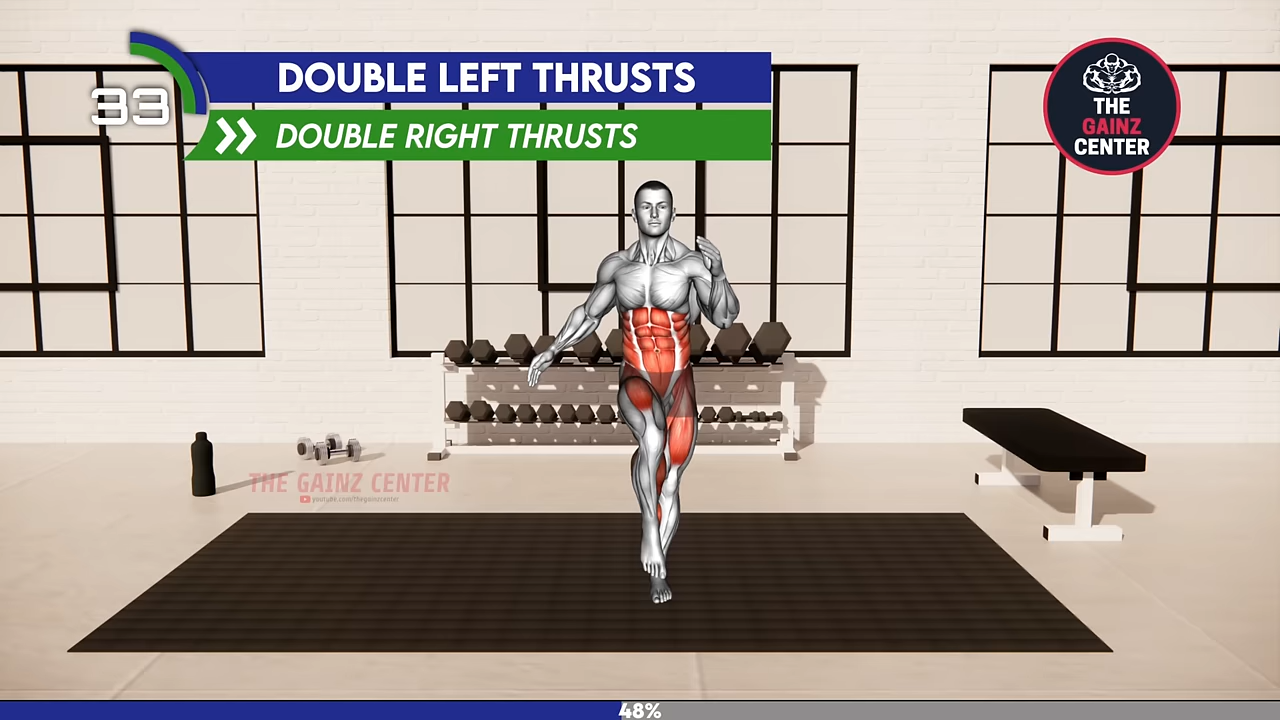 DOUBLE LEFT THRUSTS
33
DOUBLE RIGHT THRUSTS
THE
GAINZ
CENTER
THE GAINZ CENTER
youtube.com/thegainzcenter
48%